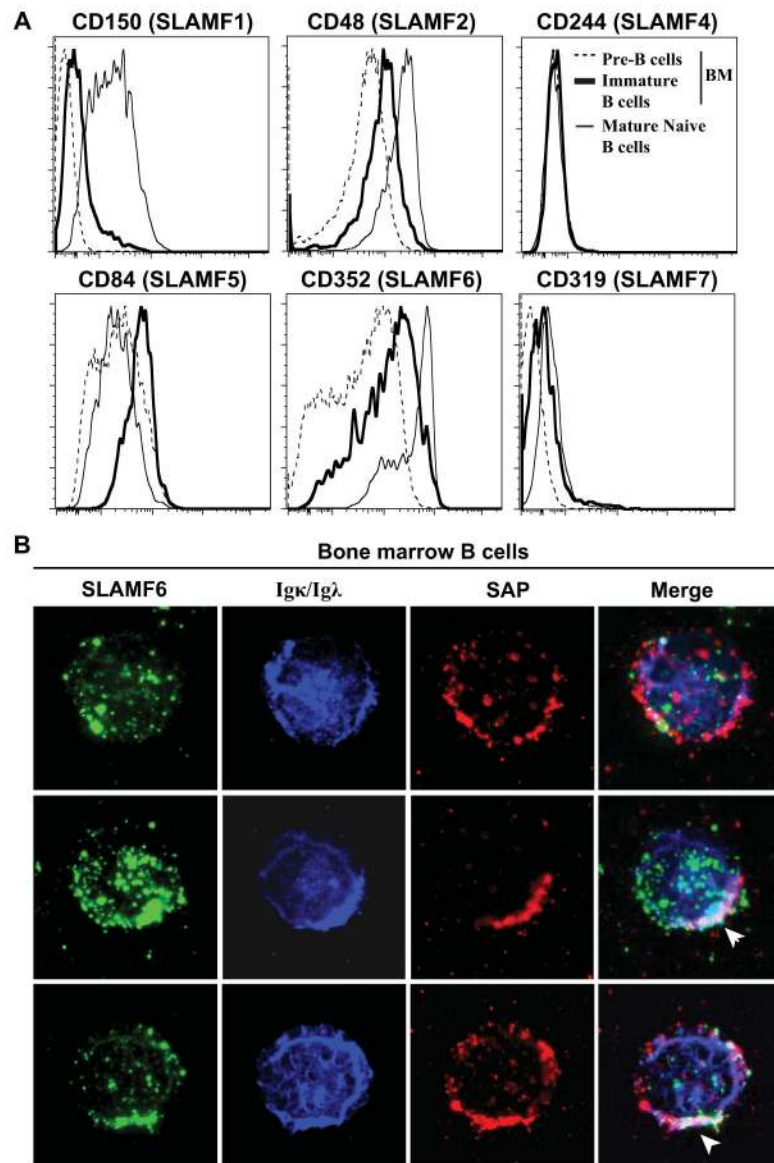 A
CD150 (SLAMF1)
CD48 (SLAMF2)
CD244 (SLAMF4)
Pre-B cells
Immature
B cells
BM
Mature Naive
B cells
CD84 (SLAMF5)
CD352 (SLAMF6)
CD319 (SLAMF7)
B
Bone marrow B cells
SLAMF6
Igκ/Igλ
SAP
Merge